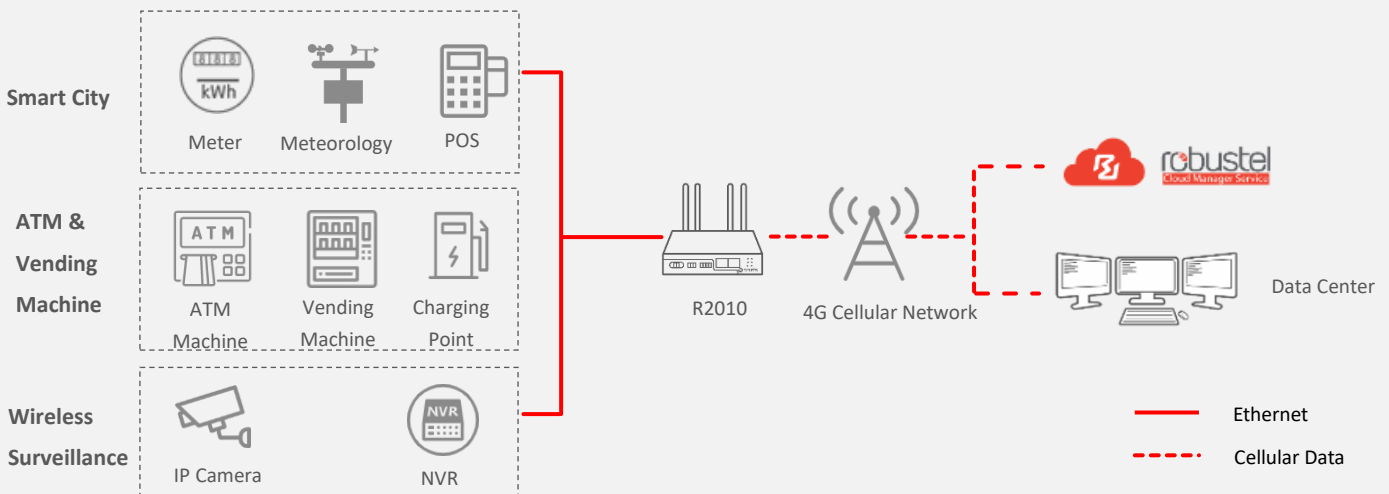 Smart City
888
kWh
Meter
Meteorology
POS
ATM &
Vending
Machine
ATM
ATM
Machine
Vending
Machine
Charging
Point
Wireless
Surveillance
IP Camera
NVR
NVR
R2010
4G Cellular Network
robustel
Cloud Manager Service
Data Center
Ethernet
Cellular Data